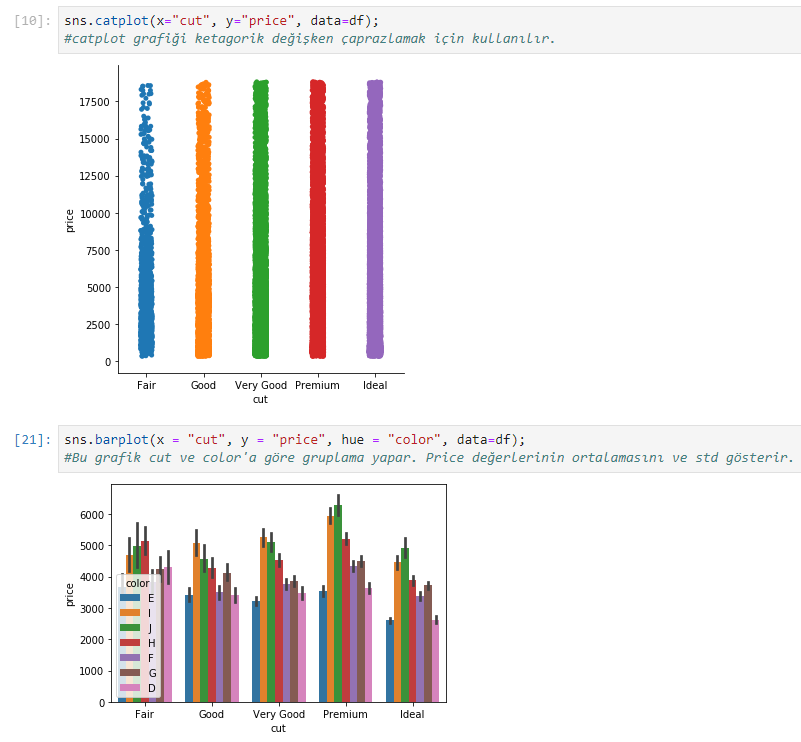 [10]: sns.catplot(x="cut", y="price", data=df);
#catplot grafiği ketagorik değişken çaprazlamak için kullanılır.
17500
15000
12500
10000
7500
5000
2500
0
price
Fair Good Very Good Premium Ideal
cut
[21]: sns.barplot(x = "cut", y = "price", hue = "color", data=df);
#Bu grafik cut ve color'a göre gruplama yapar. Price değerlerinin ortalamasını ve std gösterir.
6000
5000
4000
3000
2000
1000
0
price
color
E
I
J
H
F
G
D
Fair Good Very Good Premium Ideal
cut